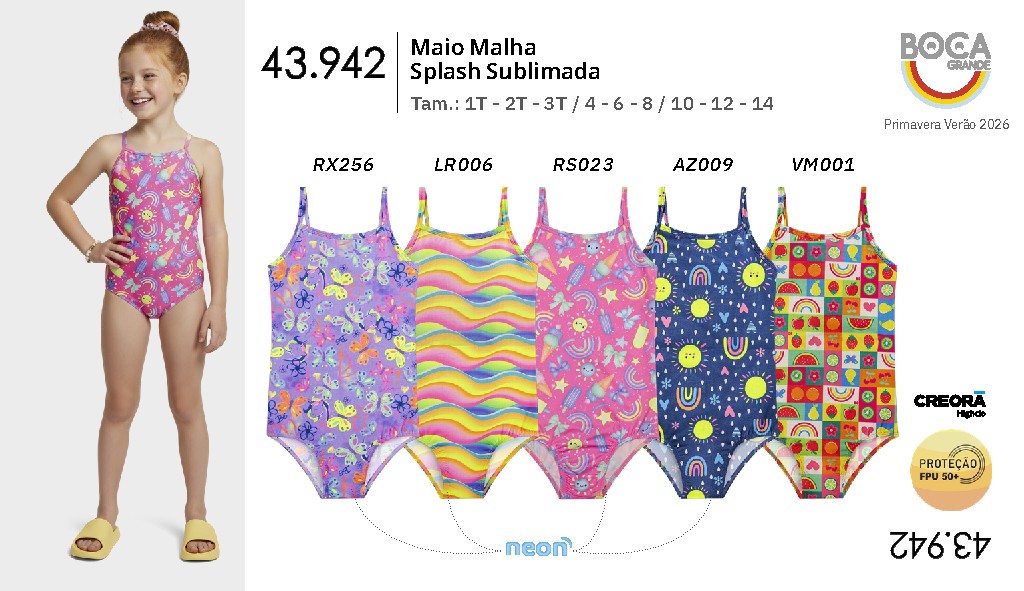 43.942
Maio Malha
Splash Sublimada
Tam.: 1T - 2T - 3T / 4 - 6 - 8 / 10 - 12 - 14
BOCA
GRANDE
Primavera Verão 2026
RX256
LR006
RS023
AZ009
VM001
CREORA
Highclo
PROTEÇÃO
FPU 50+
neon
43.942